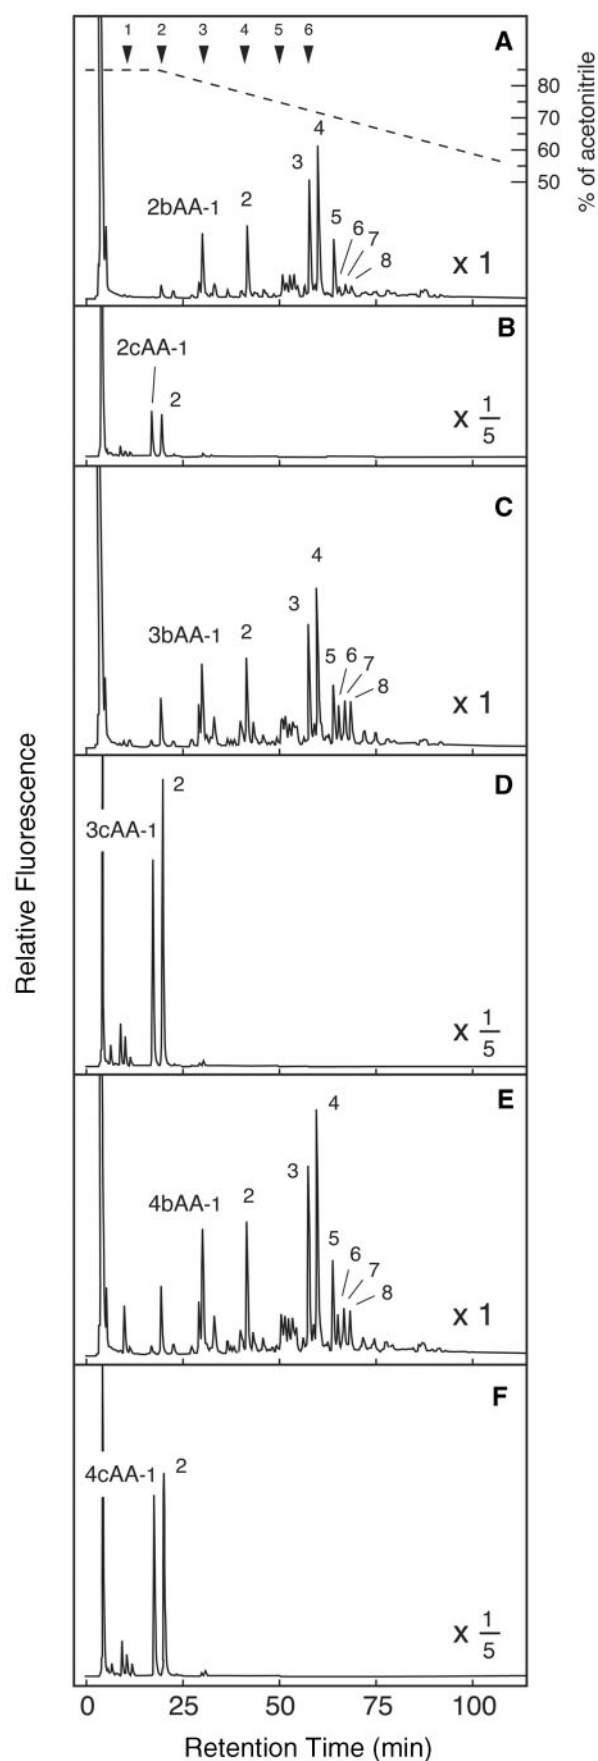 1 2 3 4 5 6
A
80
70
60
50
% of acetonitrile
2bAA-1 2 3 4 5 6 7 8
x 1
B
2cAA-1 2
x 1/5
C
3bAA-1 2 3 4 5 6 7 8
x 1
D
3cAA-1 2
x 1/5
E
4bAA-1 2 3 4 5 6 7 8
x 1
F
4cAA-1 2
x 1/5
Relative Fluorescence
0 25 50 75 100
Retention Time (min)